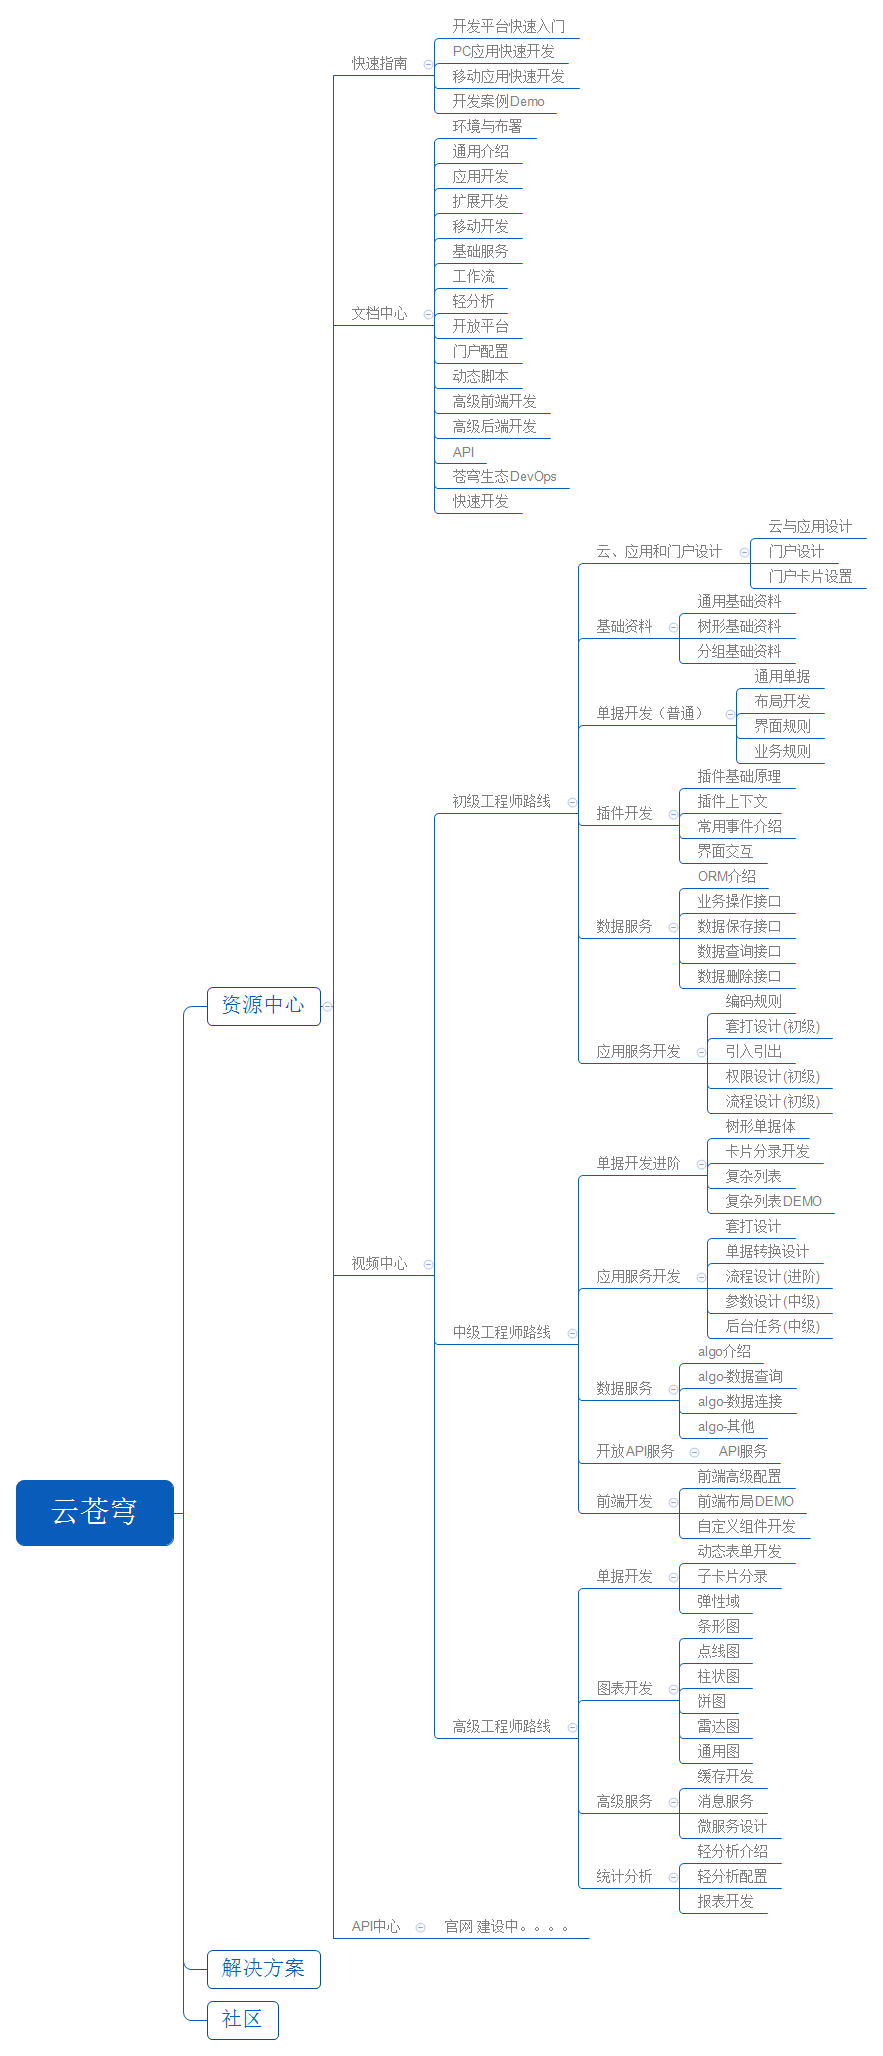 开发平台快速入门
PC应用快速开发
快速指南
移动应用快速开发
开发案例Demo
环境与布署
通用介绍
应用开发
扩展开发
移动开发
基础服务
工作流
轻分析
文档中心
开放平台
门户配置
动态脚本
高级前端开发
高级后端开发
API
苍穹生态DevOps
快速开发
云与应用设计
云、应用和门户设计
门户设计
门户卡片设置
通用基础资料
基础资料
树形基础资料
分组基础资料
通用单据
布局开发
单据开发（普通）
界面规则
业务规则
插件基础原理
插件上下文
初级工程师路线
插件开发
常用事件介绍
界面交互
ORM介绍
业务操作接口
数据服务
数据保存接口
数据查询接口
数据删除接口
资源中心
编码规则
套打设计(初级)
应用服务开发
引入引出
权限设计(初级)
流程设计(初级)
树形单据体
卡片分录开发
单据开发进阶
复杂列表
复杂列表DEMO
套打设计
单据转换设计
视频中心
应用服务开发
流程设计(进阶)
参数设计(中级)
后台任务(中级)
中级工程师路线
algo介绍
algo-数据查询
数据服务
algo-数据连接
algo-其他
开放API服务
API服务
前端高级配置
前端开发
前端布局DEMO
自定义组件开发
云苍穹
动态表单开发
单据开发
子卡片分录
弹性域
条形图
点线图
图表开发
柱状图
饼图
雷达图
通用图
高级工程师路线
缓存开发
高级服务
消息服务
微服务设计
轻分析介绍
统计分析
轻分析配置
报表开发
API中心
官网 建设中。。。。
解决方案
社区